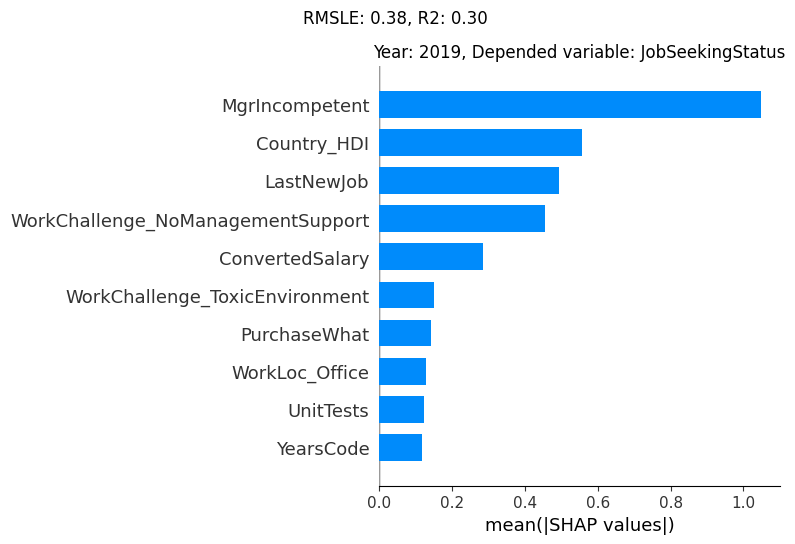 RMSLE: 0.38, R2: 0.30
Year: 2019, Depended variable: JobSeekingStatus
MgrIncompetent
Country_HDI
LastNewJob
WorkChallenge_NoManagementSupport
ConvertedSalary
WorkChallenge_ToxicEnvironment
PurchaseWhat
WorkLoc_Office
UnitTests
YearsCode
0.0 0.2 0.4 0.6 0.8 1.0
mean(|SHAP values|)